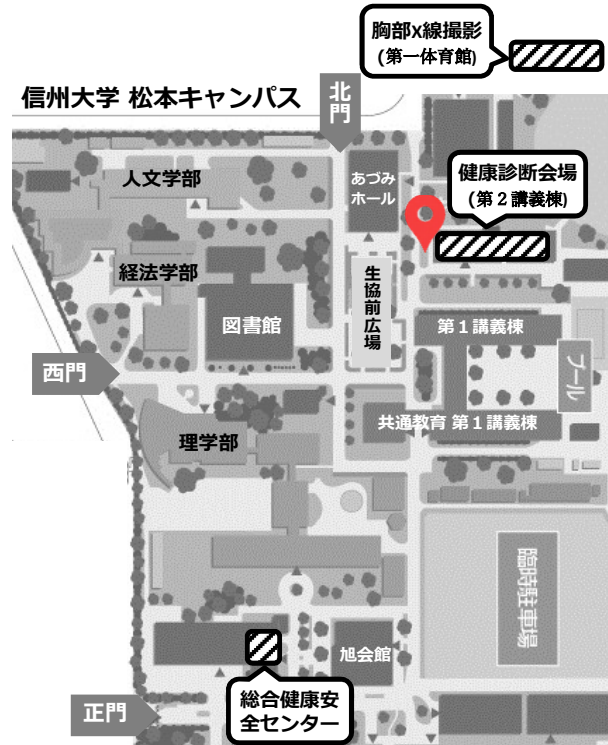 胸部X線撮影
(第一体育館)
信州大学 松本キャンパス
北門
人文学部
あづみ
ホール
健康診断会場
(第２講義棟)
経法学部
図書館
生協前広場
第１講義棟
プール
西門
理学部
共通教育 第１講義棟
臨時駐車場
旭会館
総合健康安
全センター
正門